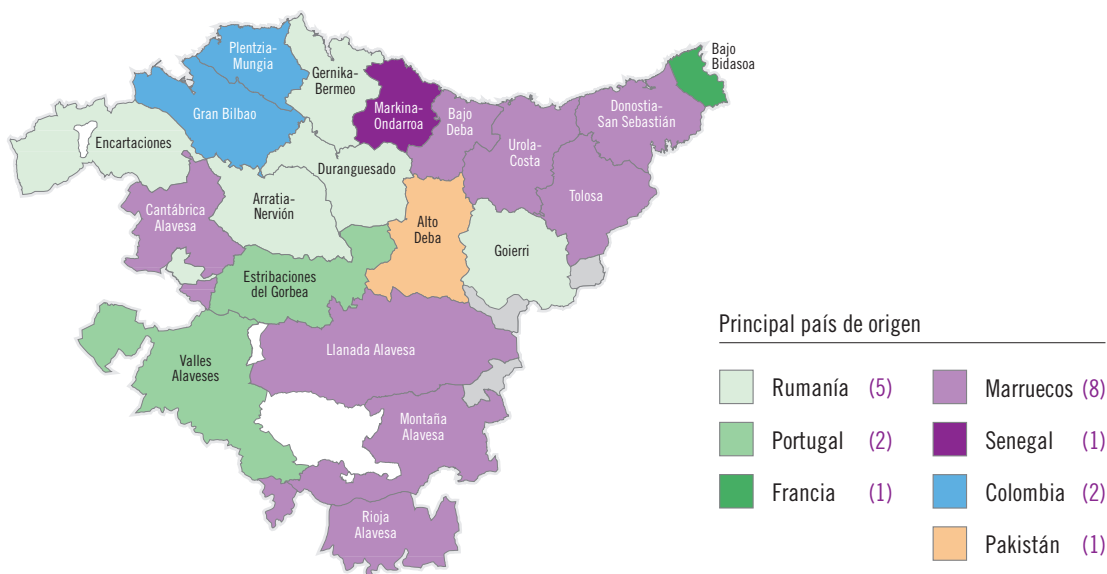 Plentzia-
Mungia
Gernika-
Bermeo
Bajo
Bidasoa
Gran Bilbao
Markina-
Ondarroa
Bajo
Deba
Donostia-
San Sebastián
Encartaciones
Urola-
Costa
Duranguesado
Tolosa
Cantábrica
Alavesa
Arratia-
Nervión
Alto
Deba
Goierri
Estribaciones
del Gorbea
Valles
Alaveses
Llanada Alavesa
Montaña
Alavesa
Rioja
Alavesa
Principal país de origen
Rumanía (5)
Portugal (2)
Francia (1)
Marruecos (8)
Senegal (1)
Colombia (2)
Pakistán (1)